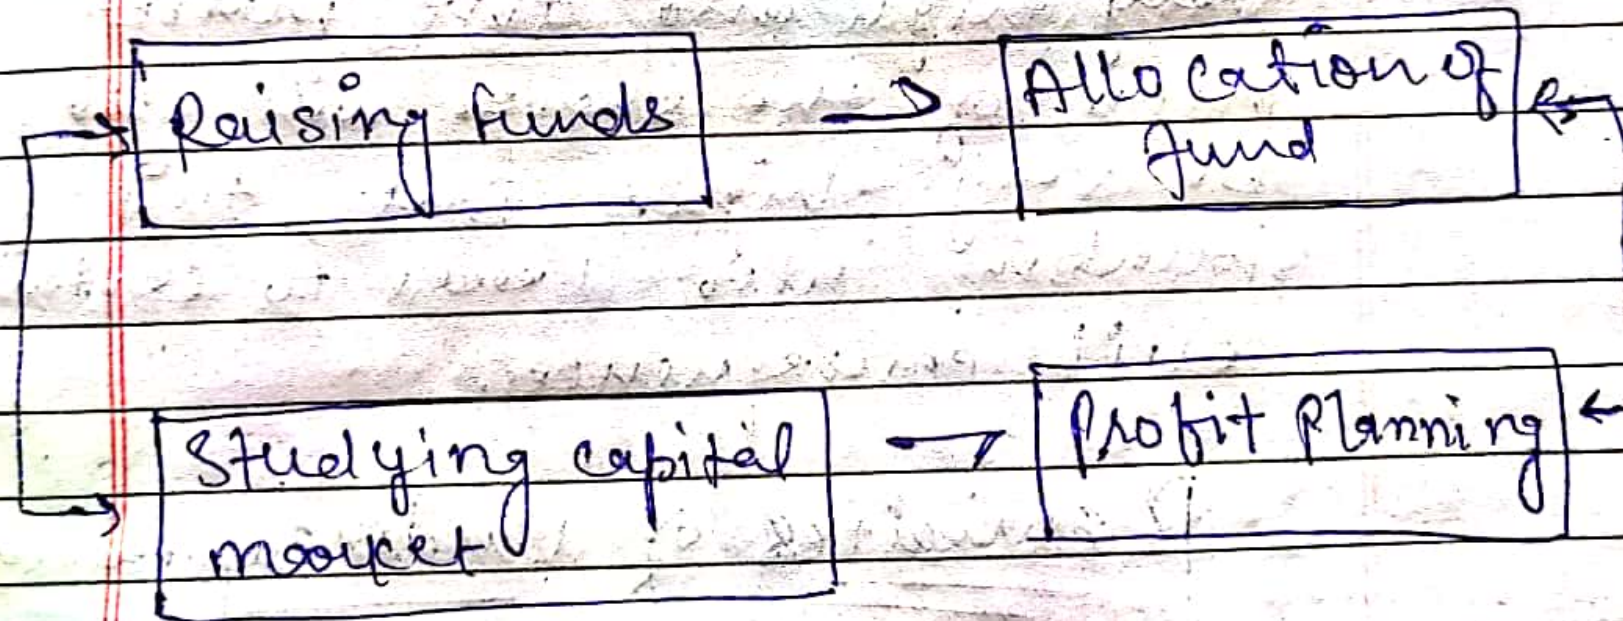 Raising funds
Allocation of
fund
Studying capital
market
Profit Planning